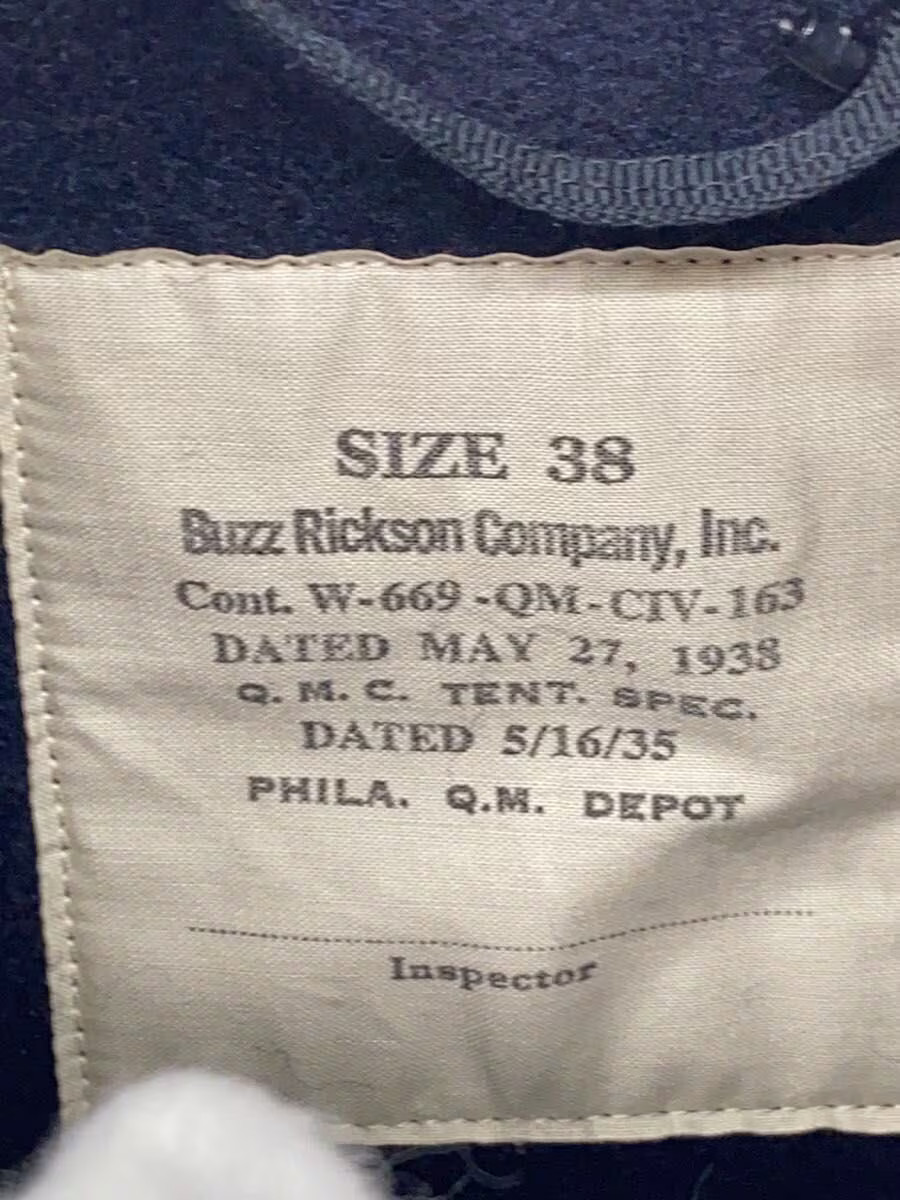 SIZE 38
Buzz Rickson Company, Inc.
Cont. W-669-QM-CIV-163
DATED MAY 27, 1938
Q. M. C. TENT. SPEC.
DATED 5/16/35
PHILA. Q.M. DEPOT
Inspector